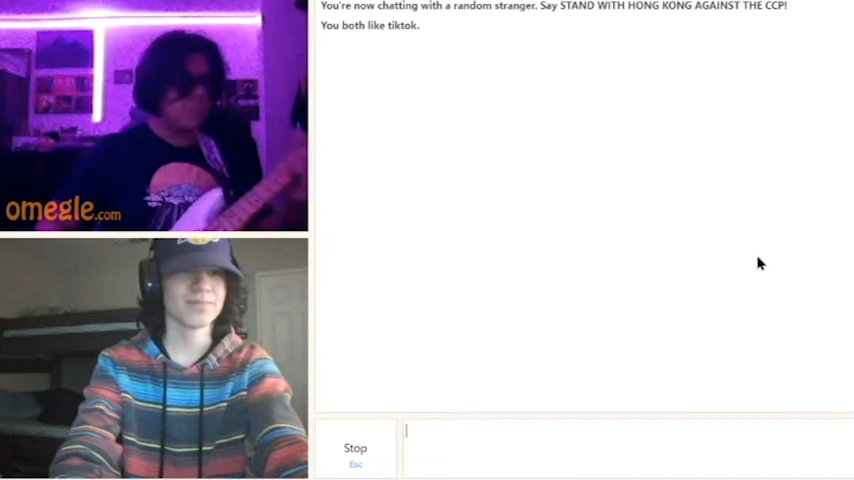 You're now chatting with a random stranger. Say STAND WITH HONG KONG AGAINST THE CCP!
You both like tiktok.
omegle.com
Stop
Esc